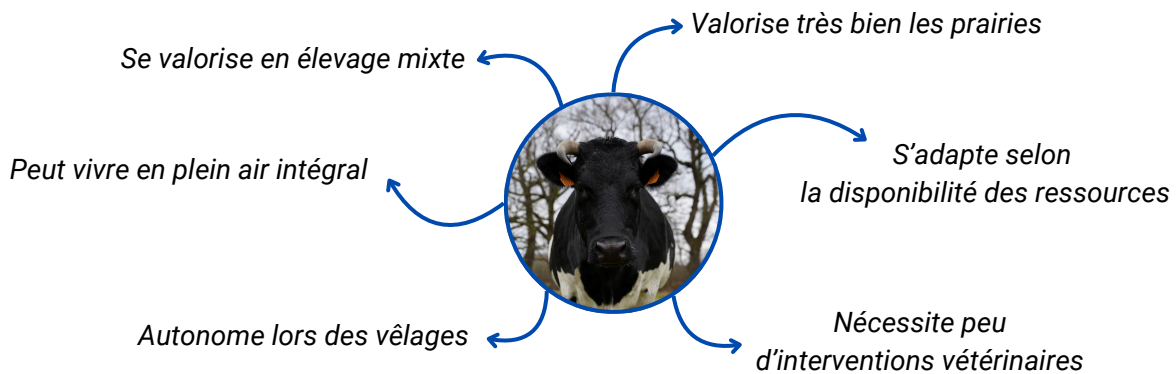 Valorise très bien les prairies
Se valorise en élevage mixte
S’adapte selon
la disponibilité des ressources
Peut vivre en plein air intégral
Autonome lors des vêlages
Nécessite peu
d’interventions vétérinaires